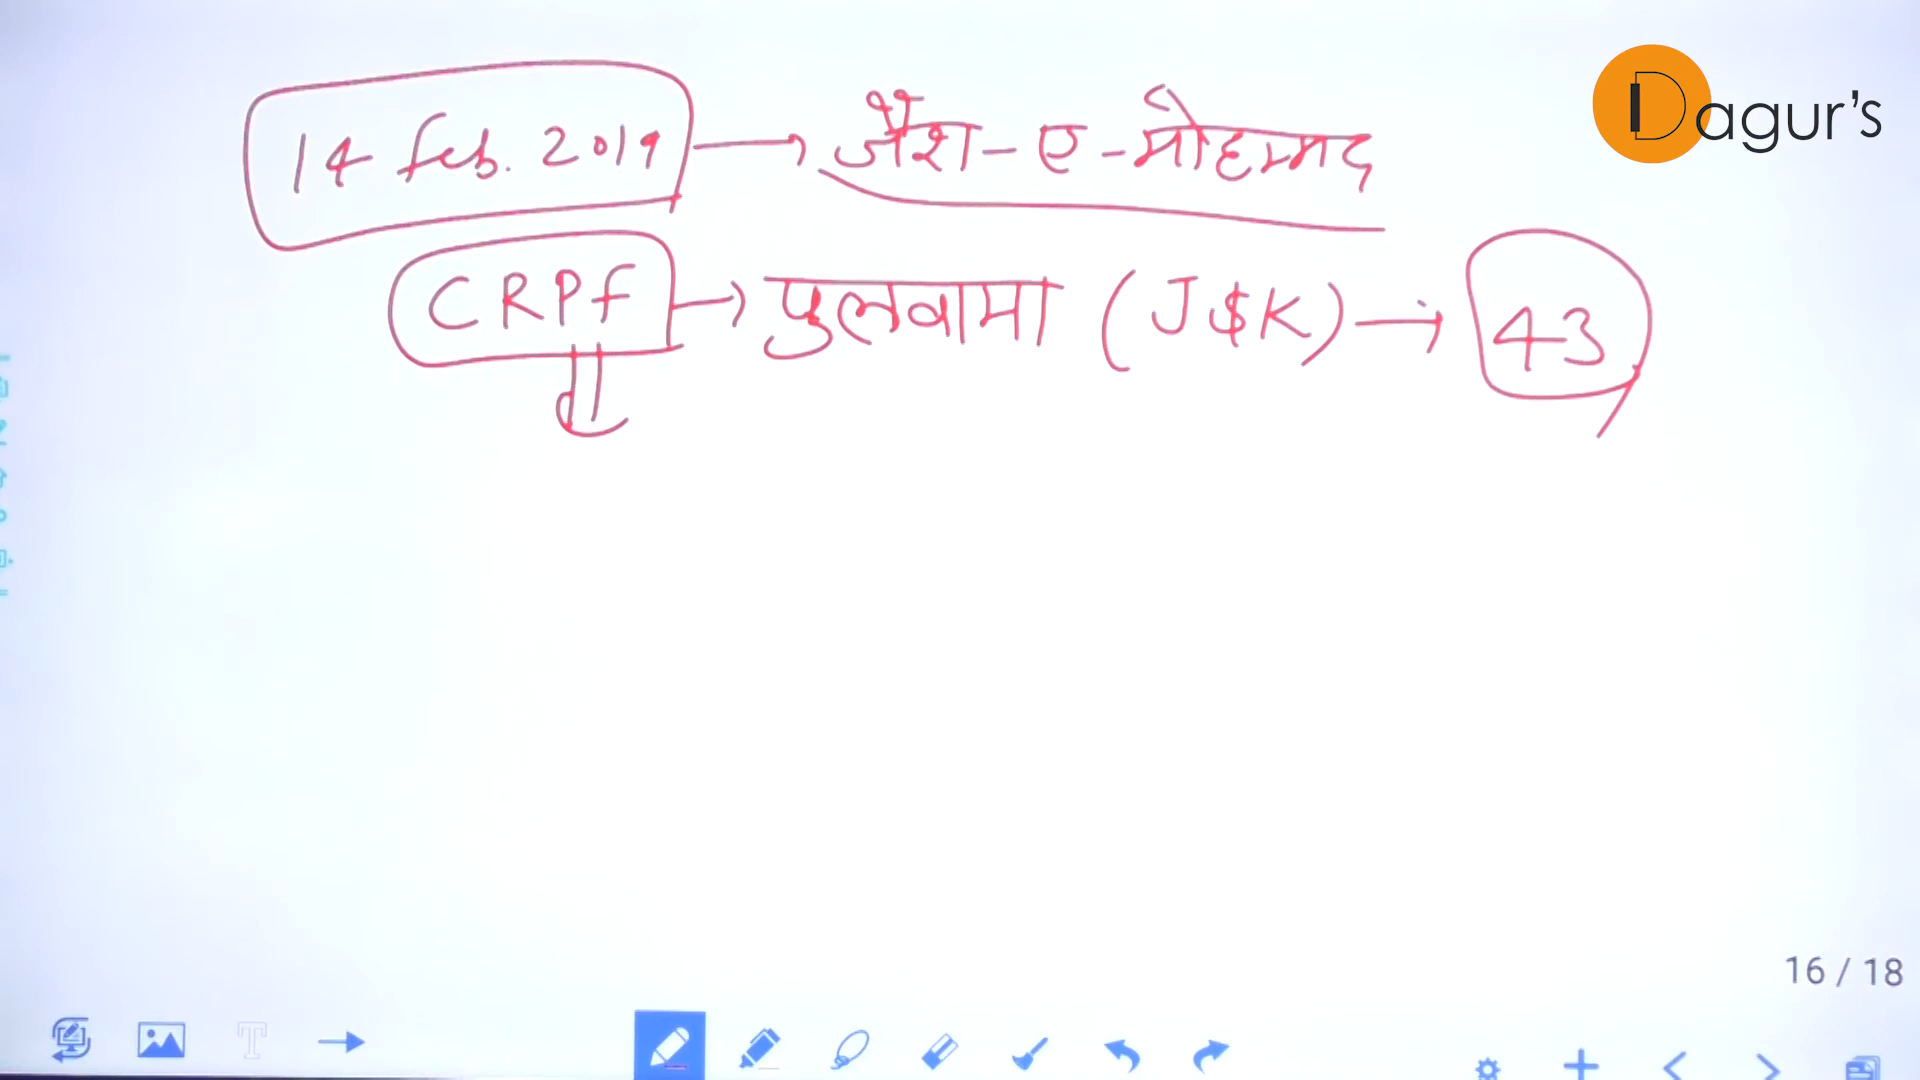 14 feb. 2019 → जैश-ए-मोहम्मद
CRPf → पुलवामा (J$K) → 43
Dagur's
16 / 18